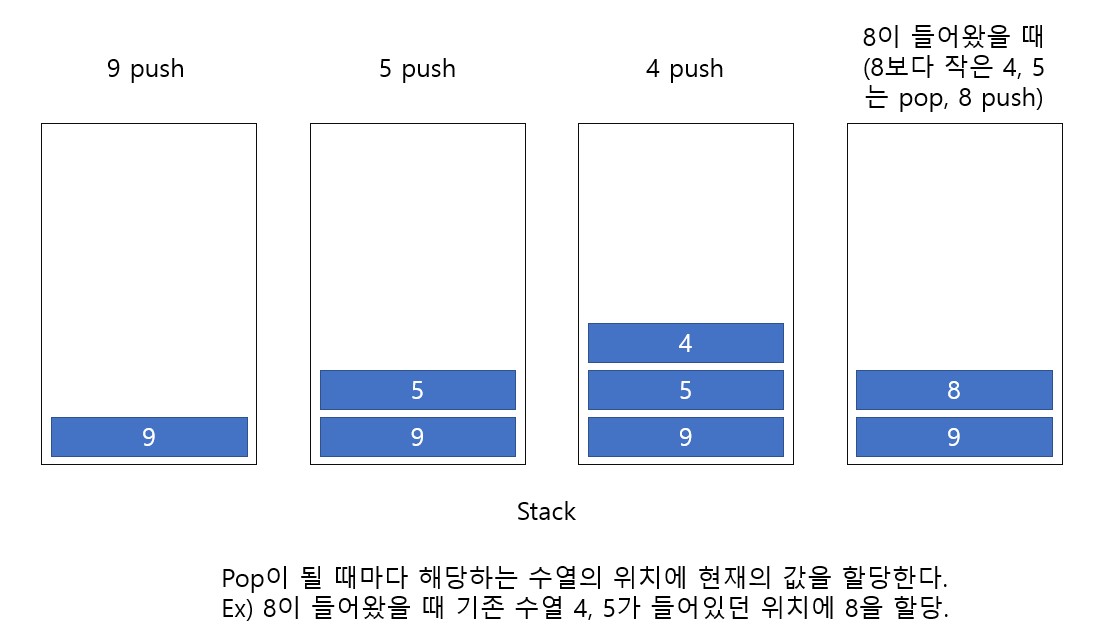 9 push
5 push
4 push
8이 들어왔을 때
(8보다 작은 4, 5
는 pop, 8 push)
9
5
9
4
5
9
8
9
Stack
Pop이 될 때마다 해당하는 수열의 위치에 현재의 값을 할당한다.
Ex) 8이 들어왔을 때 기존 수열 4, 5가 들어있던 위치에 8을 할당.